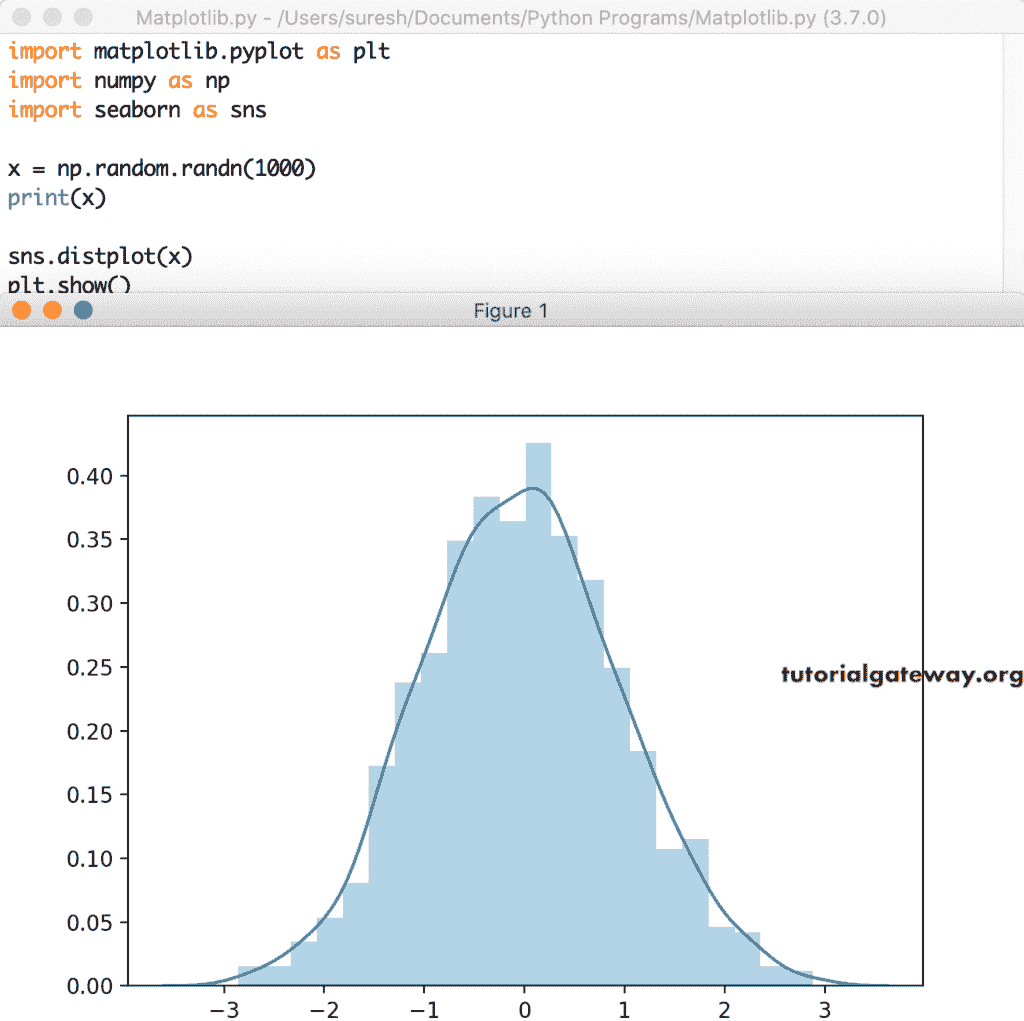 Matplotlib.py - /Users/suresh/Documents/Python Programs/Matplotlib.py (3.7.0)
import matplotlib.pyplot as plt
import numpy as np
import seaborn as sns
x = np.random.randn(1000)
print(x)
sns.distplot(x)
plt.show()
Figure 1
0.40
0.35
0.30
0.25
tutorialgateway.org
0.20
0.15
0.10
0.05
0.00
−3 −2 −1 0 1 2 3